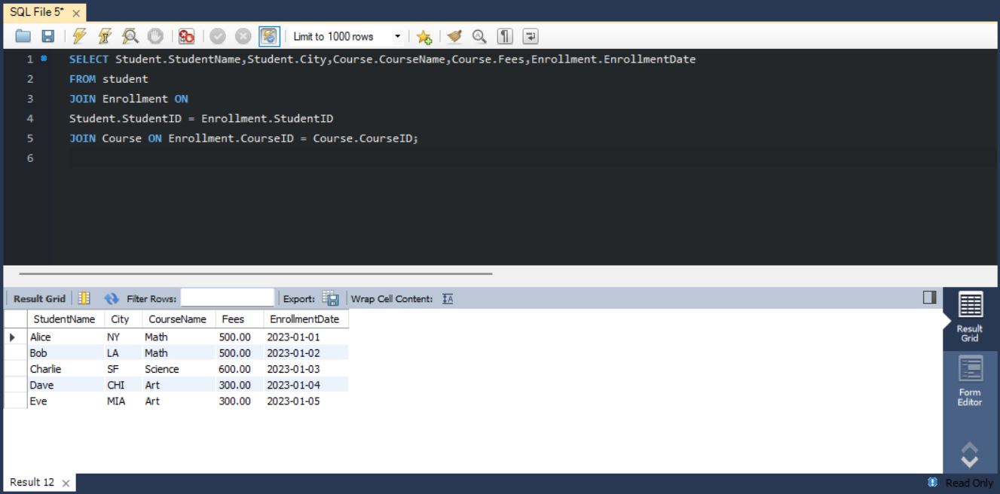 SQL File 5*
Limit to 1000 rows
1 SELECT Student.StudentName,Student.City,Course.CourseName,Course.Fees,Enrollment.EnrollmentDate
2 FROM student
3 JOIN Enrollment ON
4 Student.StudentID = Enrollment.StudentID
5 JOIN Course ON Enrollment.CourseID = Course.CourseID;
6
Result Grid Filter Rows: Export: Wrap Cell Content:
StudentName City CourseName Fees EnrollmentDate
Alice NY Math 500.00 2023-01-01
Bob LA Math 500.00 2023-01-02
Charlie SF Science 600.00 2023-01-03
Dave CHI Art 300.00 2023-01-04
Eve MIA Art 300.00 2023-01-05
Result
Grid
Form
Editor
Result 12 Read Only